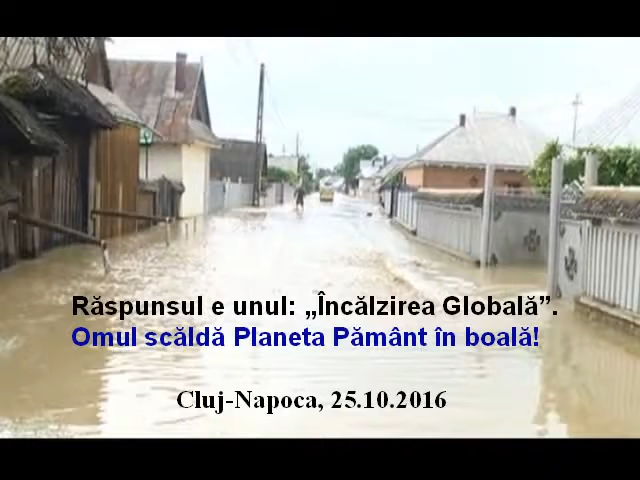 Răspunsul e unul: „Încălzirea Globală”.
Omul scăldă Planeta Pământ în boală!
Cluj-Napoca, 25.10.2016